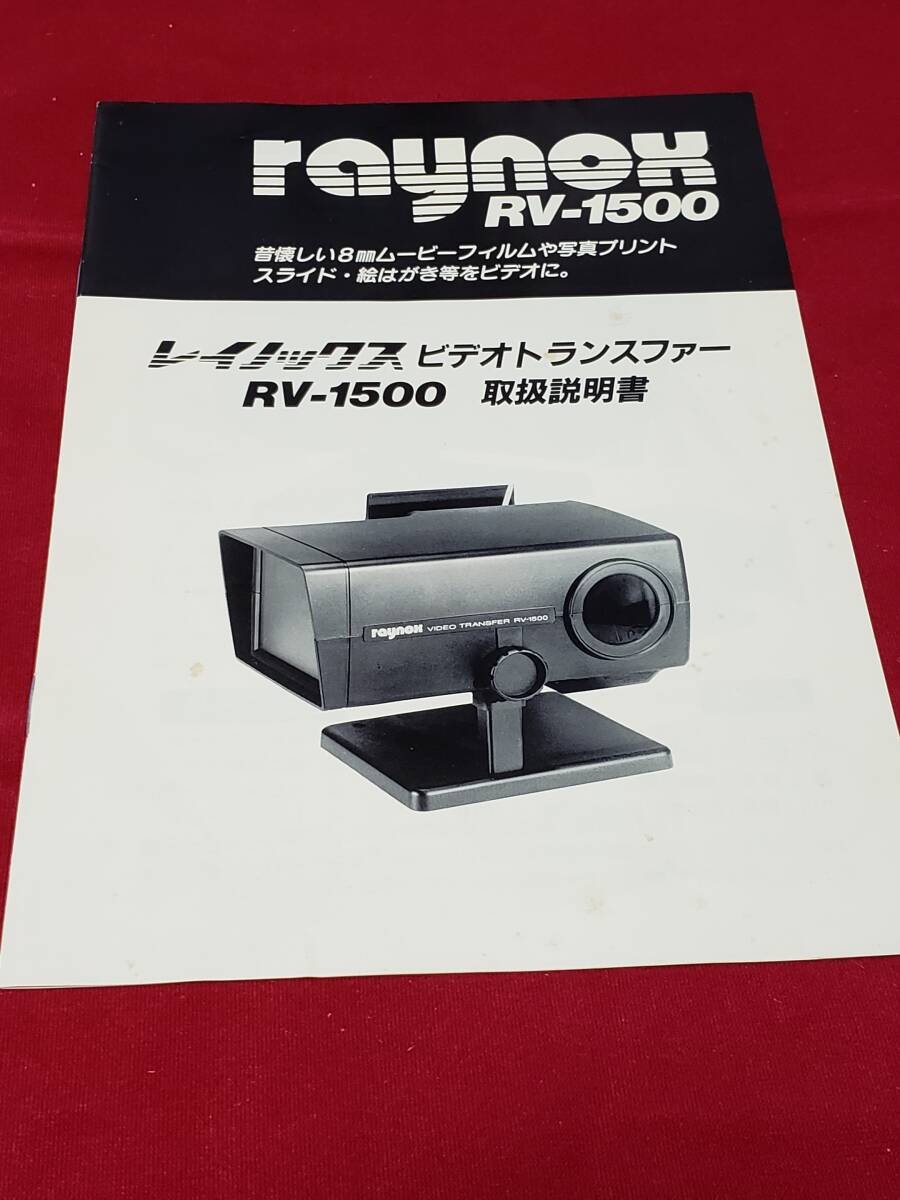 raynox
RV-1500
昔懐しい8㎜ムービーフィルムや写真プリント
スライド・絵はがき等をビデオに。
レイノックス ビデオトランスファー
RV-1500 取扱説明書
raynox VIDEO TRANSFER RV-1500